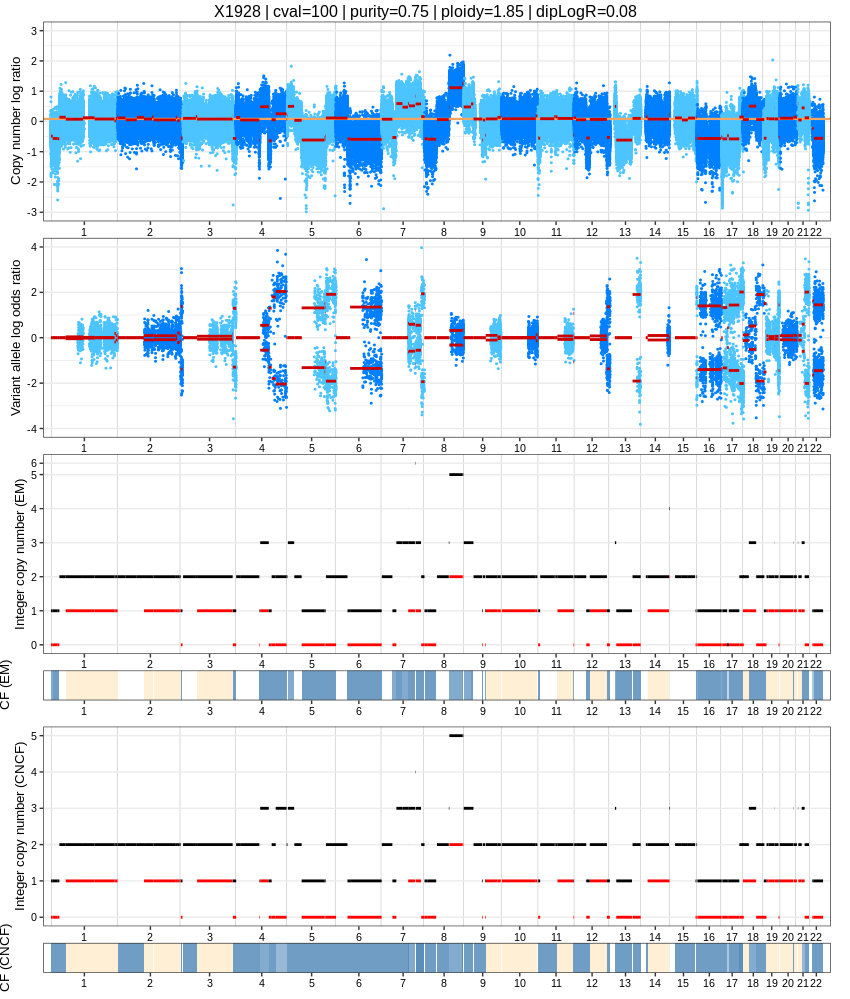 X1928 | cval=100 | purity=0.75 | ploidy=1.85 | dipLogR=0.08
Copy number log ratio
3
2
1
0
-1
-2
-3
1 2 3 4 5 6 7 8 9 10 11 12 13 14 15 16 17 18 19 20 21 22
Variant allele log odds ratio
4
2
0
-2
-4
1 2 3 4 5 6 7 8 9 10 11 12 13 14 15 16 17 18 19 20 21 22
Integer copy number (EM)
6
5
4
3
2
1
0
1 2 3 4 5 6 7 8 9 10 11 12 13 14 15 16 17 18 19 20 21 22
CF (EM)
1 2 3 4 5 6 7 8 9 10 11 12 13 14 15 16 17 18 19 20 21 22
Integer copy number (CNCF)
5
4
3
2
1
0
1 2 3 4 5 6 7 8 9 10 11 12 13 14 15 16 17 18 19 20 21 22
CF (CNCF)
1 2 3 4 5 6 7 8 9 10 11 12 13 14 15 16 17 18 19 20 21 22